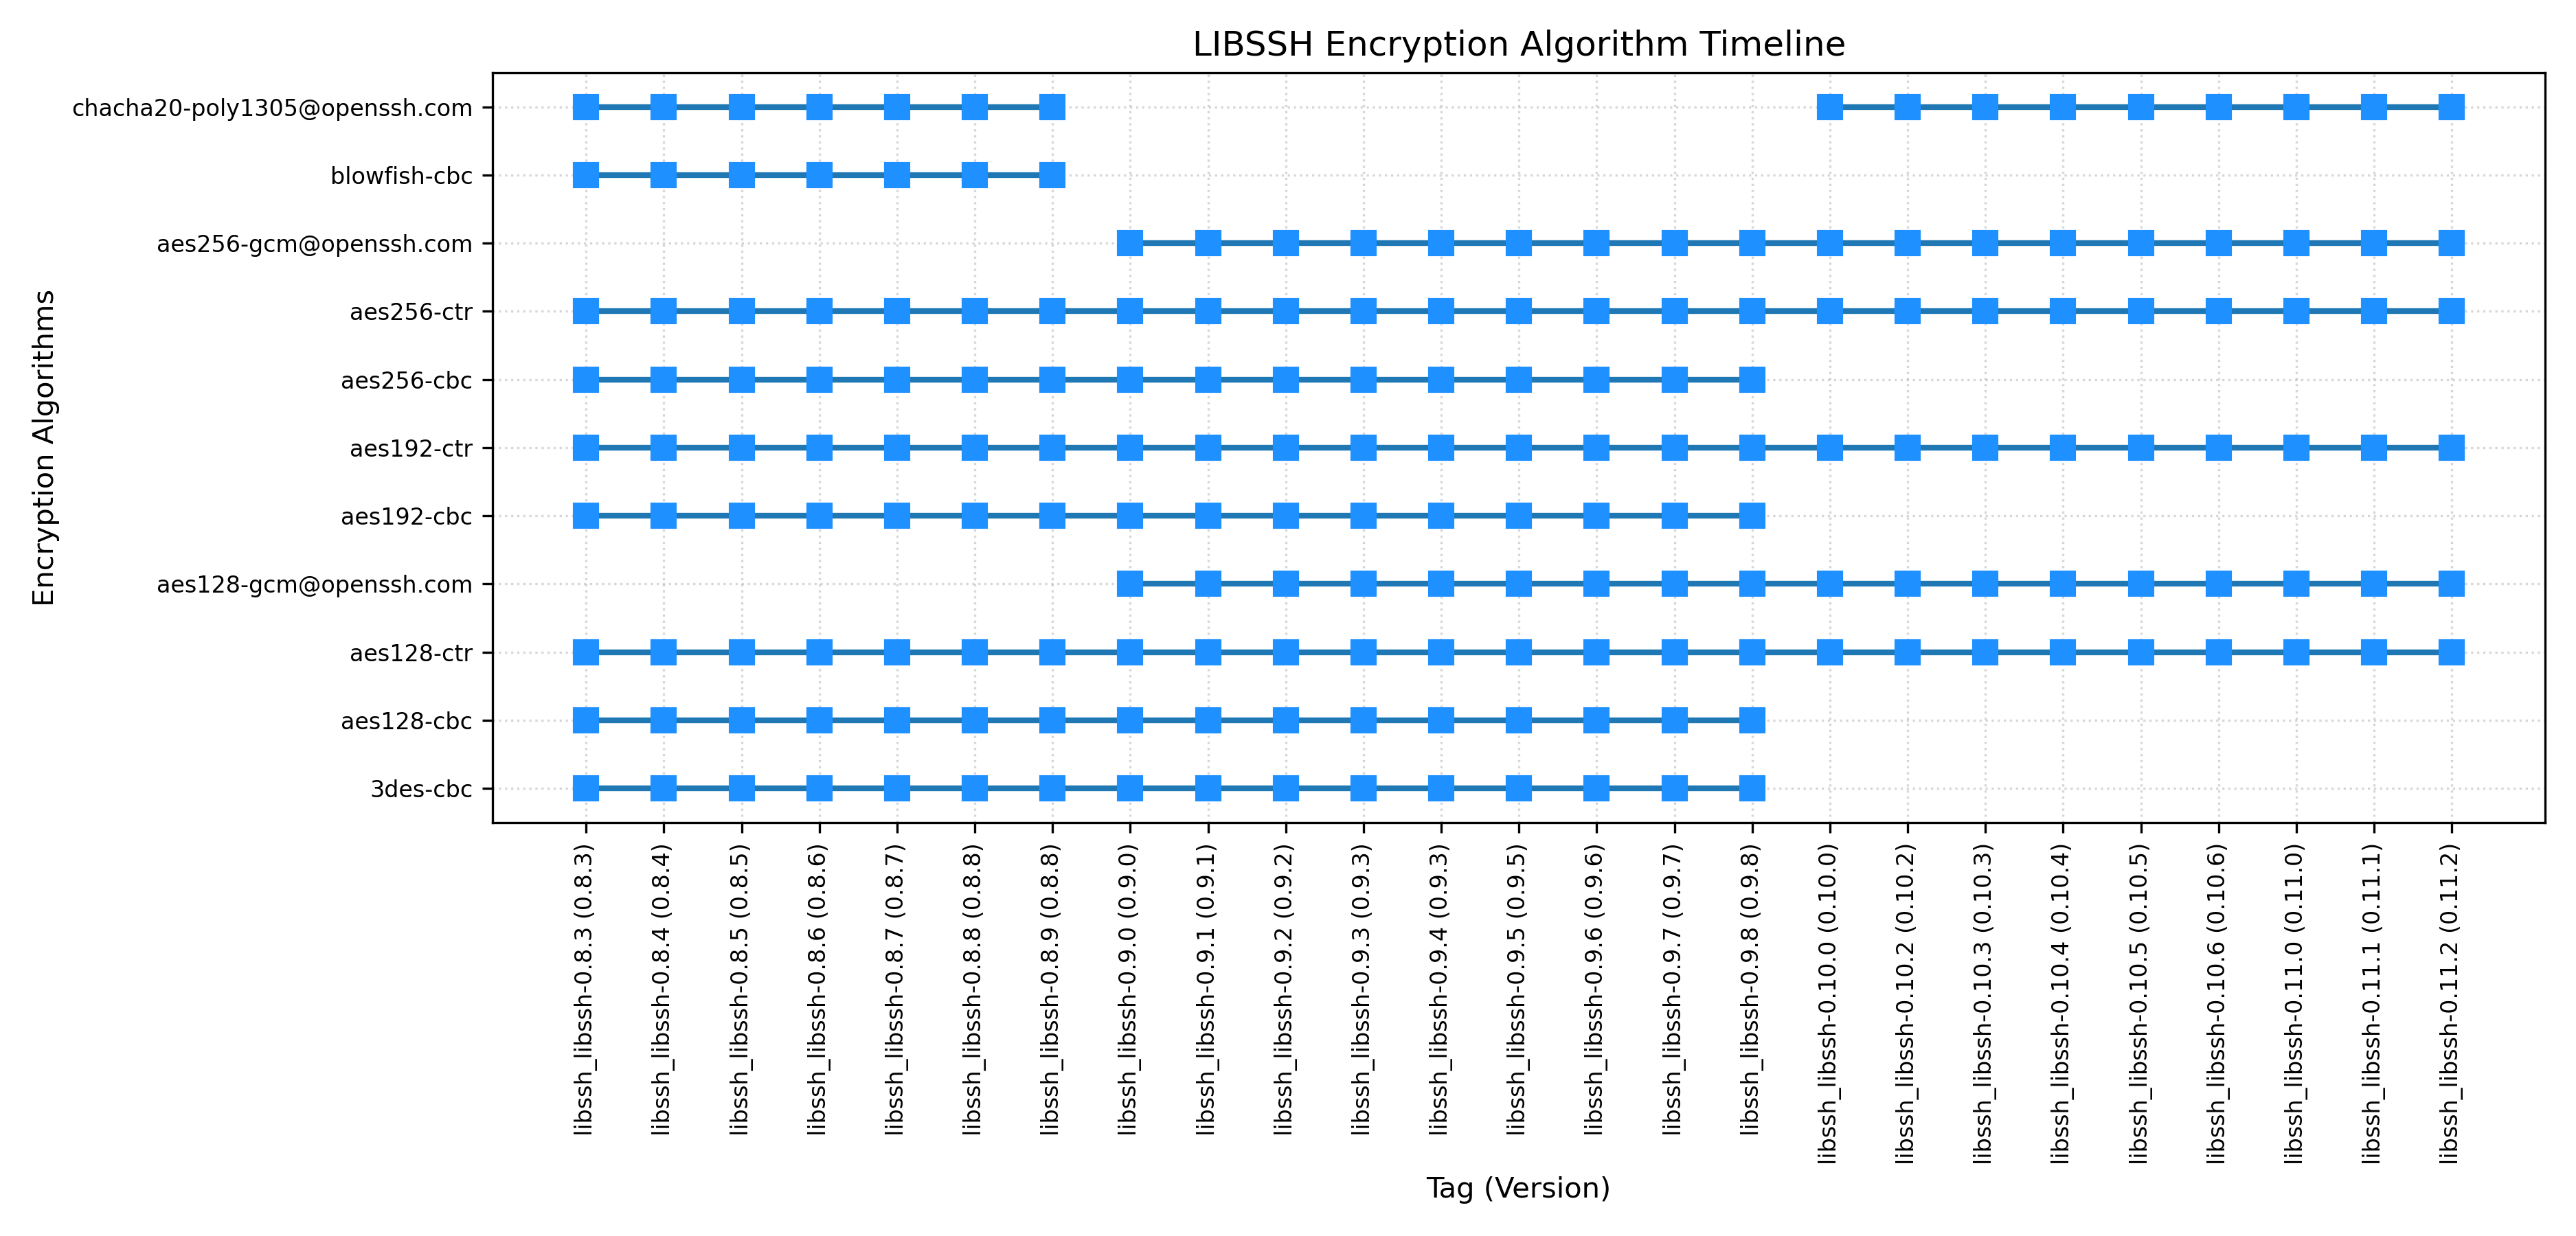 LIBSSH Encryption Algorithm Timeline
Encryption Algorithms
chacha20-poly1305@openssh.com
blowfish-cbc
aes256-gcm@openssh.com
aes256-ctr
aes256-cbc
aes192-ctr
aes192-cbc
aes128-gcm@openssh.com
aes128-ctr
aes128-cbc
3des-cbc
libssh_libssh-0.8.3 (0.8.3)
libssh_libssh-0.8.4 (0.8.4)
libssh_libssh-0.8.5 (0.8.5)
libssh_libssh-0.8.6 (0.8.6)
libssh_libssh-0.8.7 (0.8.7)
libssh_libssh-0.8.8 (0.8.8)
libssh_libssh-0.8.9 (0.8.8)
libssh_libssh-0.9.0 (0.9.0)
libssh_libssh-0.9.1 (0.9.1)
libssh_libssh-0.9.2 (0.9.2)
libssh_libssh-0.9.3 (0.9.3)
libssh_libssh-0.9.4 (0.9.3)
libssh_libssh-0.9.5 (0.9.5)
libssh_libssh-0.9.6 (0.9.6)
libssh_libssh-0.9.7 (0.9.7)
libssh_libssh-0.9.8 (0.9.8)
libssh_libssh-0.10.0 (0.10.0)
libssh_libssh-0.10.2 (0.10.2)
libssh_libssh-0.10.3 (0.10.3)
libssh_libssh-0.10.4 (0.10.4)
libssh_libssh-0.10.5 (0.10.5)
libssh_libssh-0.10.6 (0.10.6)
libssh_libssh-0.11.0 (0.11.0)
libssh_libssh-0.11.1 (0.11.1)
libssh_libssh-0.11.2 (0.11.2)
Tag (Version)